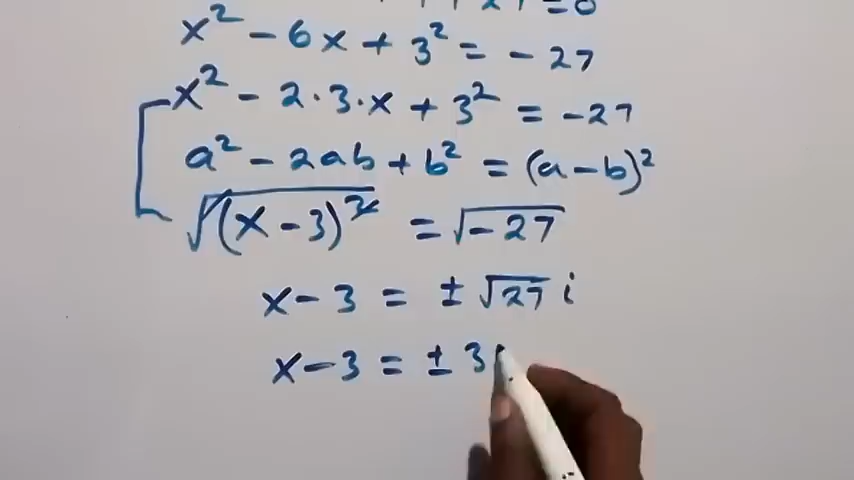 = 0
x² - 6x + 3² = - 27
x² - 2·3·x + 3² = -27
a² - 2ab + b² = (a-b)²
√(x-3)² = √-27
x-3 = ± √27 i
x-3 = ± 3